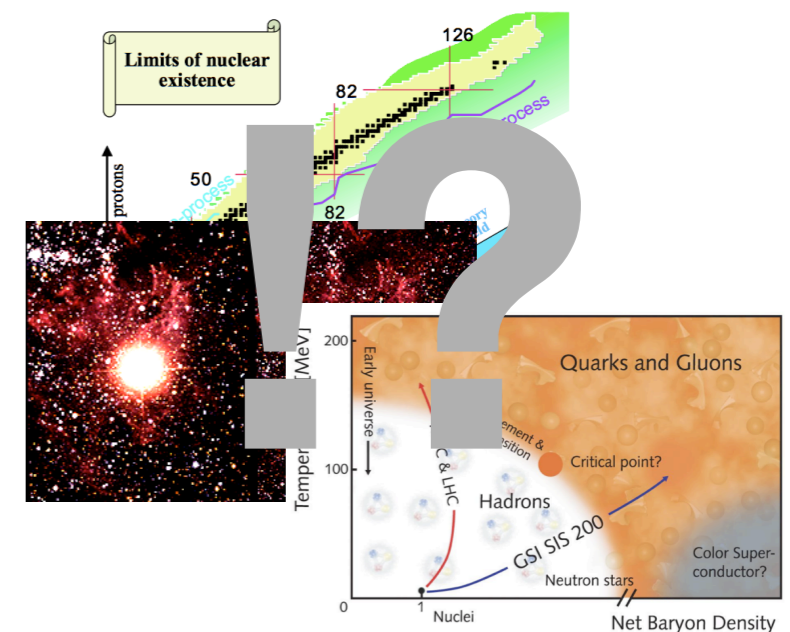 Limits of nuclear
existence
126
82
50
82
protons
!?
[MeV]
200
100
0
Early universe
Quarks and Gluons
Critical point?
& LHC
Hadrons
GSI SIS 200
Color Super-
conductor?
Neutron stars
1
Nuclei
Net Baryon Density